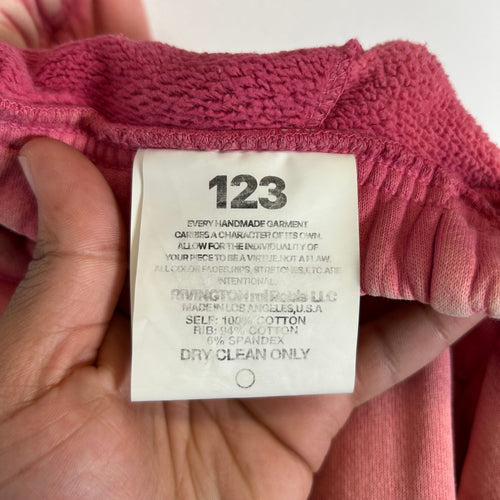 123
EVERY HANDMADE GARMENT
CARRIES A CHARACTER OF ITS OWN.
ALLOW FOR THE INDIVIDUALITY OF
YOUR PIECE TO BE A VIRTUE, NOT A FLAW.
ALL COLOR FADES, RIPS, STRETCHES, ETC ARE
INTENTIONAL.
RIVINGTON LLC
MADE IN LOS ANGELES, U.S.A
SELF: 100% COTTON
RIB: 94% COTTON
6% SPANDEX
DRY CLEAN ONLY